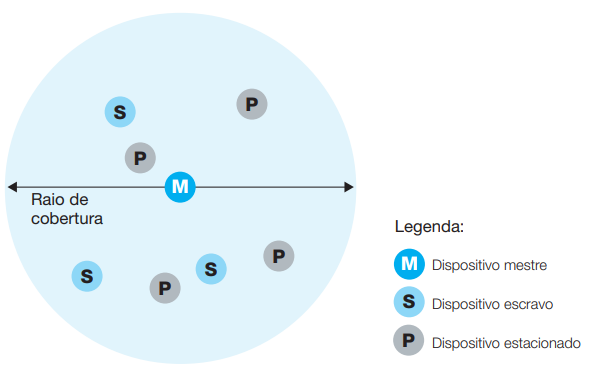 S
P
P
M
Raio de
cobertura
S
P
S
P
Legenda:
M Dispositivo mestre
S Dispositivo escravo
P Dispositivo estacionado